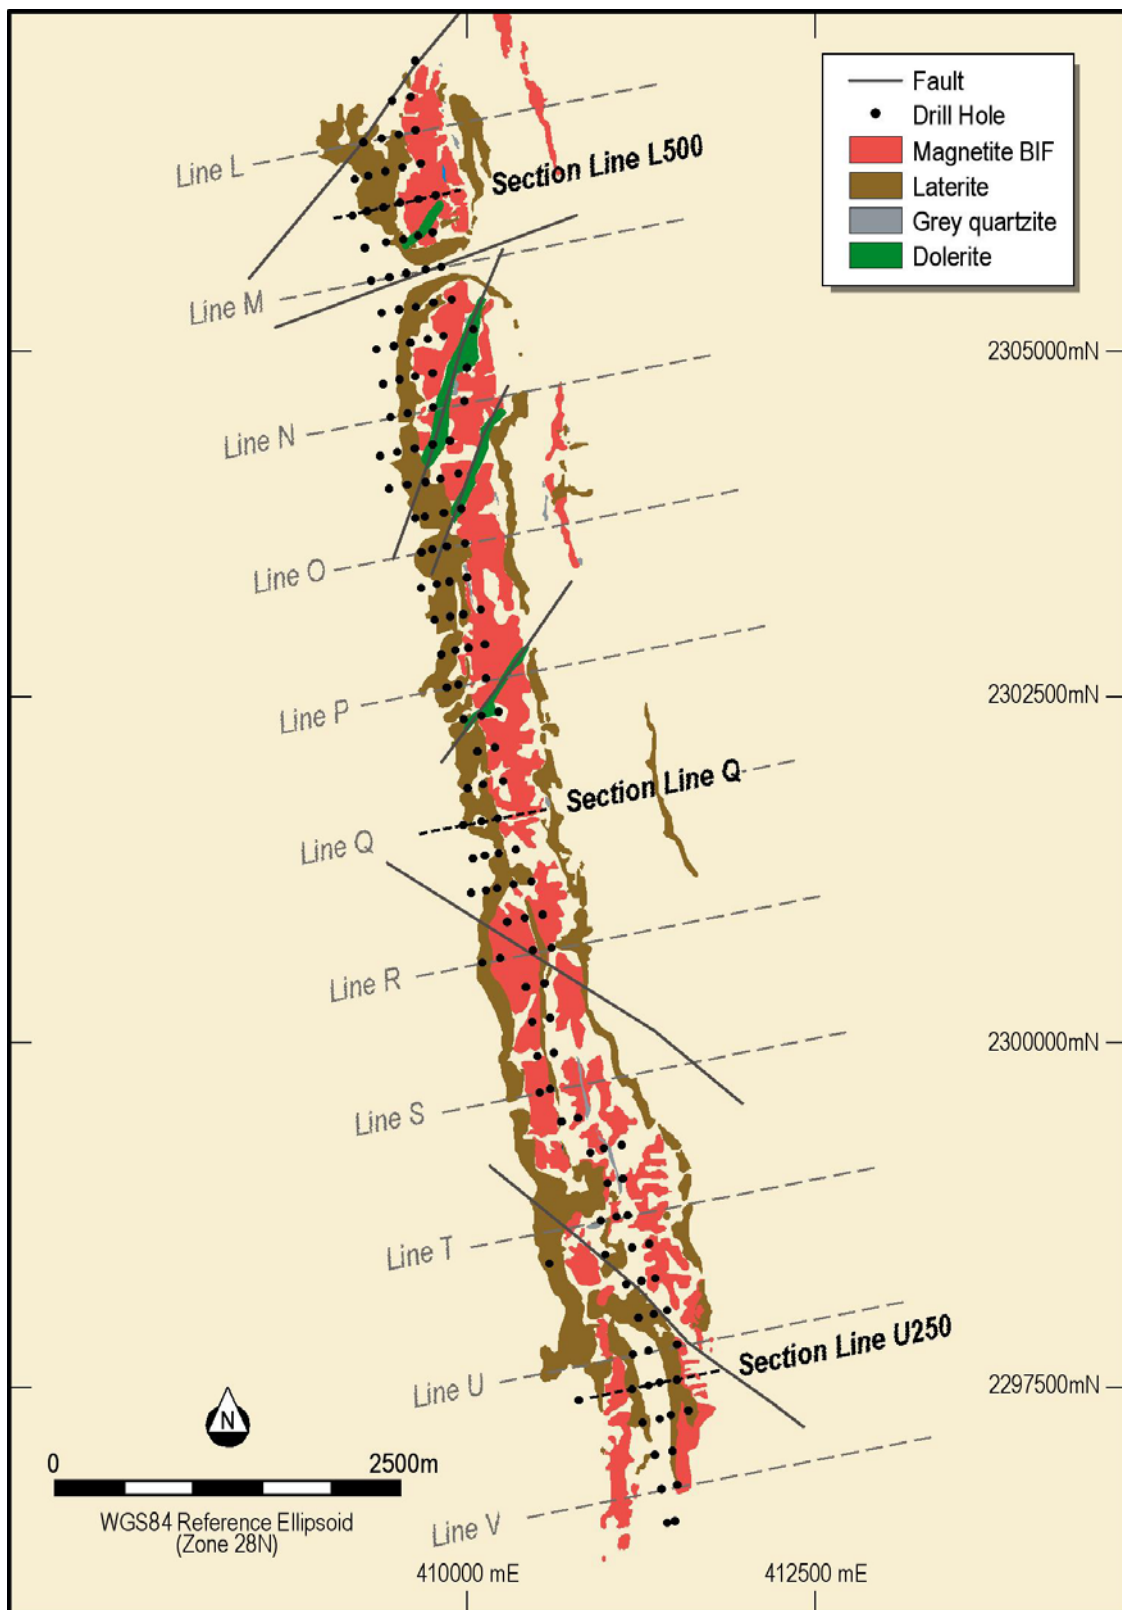 Fault
Drill Hole
Magnetite BIF
Laterite
Grey quartzite
Dolerite
Line L
Section Line L500
Line M
2305000mN
Line N
Line O
2302500mN
Line P
Section Line Q
Line Q
Line R
2300000mN
Line S
Line T
Section Line U250
Line U
2297500mN
N
0 2500m
WGS84 Reference Ellipsoid
(Zone 28N)
Line V
410000 mE 412500 mE